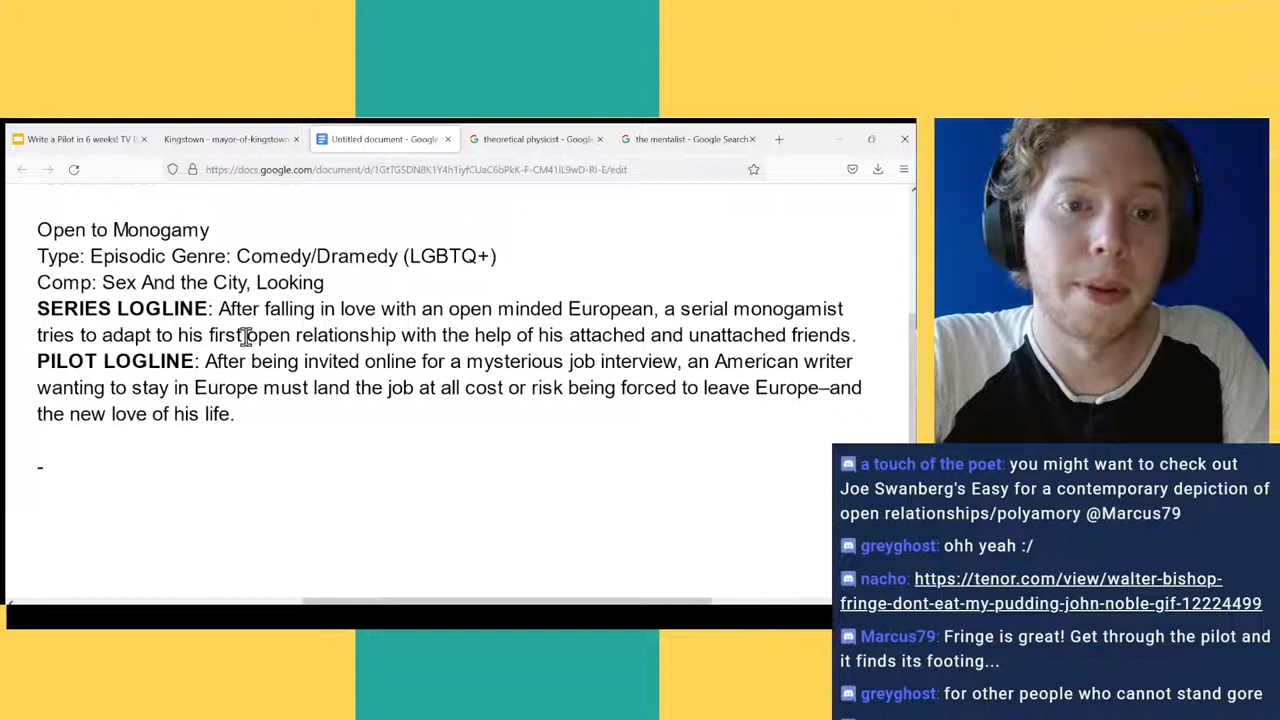 Write a Pilot in 6 weeks! TV
Kingstown - mayor-of-kingstown
Untitled document - Google
theoretical physicist - Google
the mentalist - Google Search
https://docs.google.com/document/d/1GtTG5DN8K1Y4h1iyfCUaC6bPkK-F-CM41lL9wD-RI-E/edit
Open to Monogamy
Type: Episodic Genre: Comedy/Dramedy (LGBTQ+)
Comp: Sex And the City, Looking
SERIES LOGLINE: After falling in love with an open minded European, a serial monogamist
tries to adapt to his first open relationship with the help of his attached and unattached friends.
PILOT LOGLINE: After being invited online for a mysterious job interview, an American writer
wanting to stay in Europe must land the job at all cost or risk being forced to leave Europe–and
the new love of his life.
-
a touch of the poet: you might want to check out
Joe Swanberg's Easy for a contemporary depiction of
open relationships/polyamory @Marcus79
greyghost: ohh yeah :/
nacho: https://tenor.com/view/walter-bishop-
fringe-dont-eat-my-pudding-john-noble-gif-12224499
Marcus79: Fringe is great! Get through the pilot and
it finds its footing...
greyghost: for other people who cannot stand gore